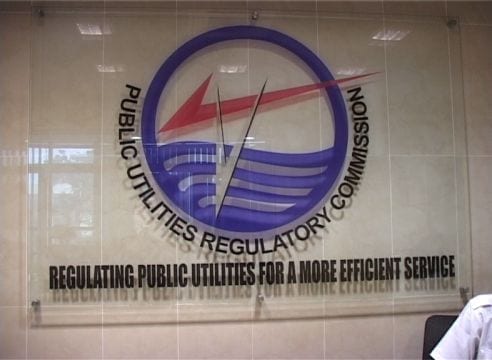 PUBLIC UTILITIES REGULATORY COMMISSION
REGULATING PUBLIC UTILITIES FOR A MORE EFFICIENT SERVICE